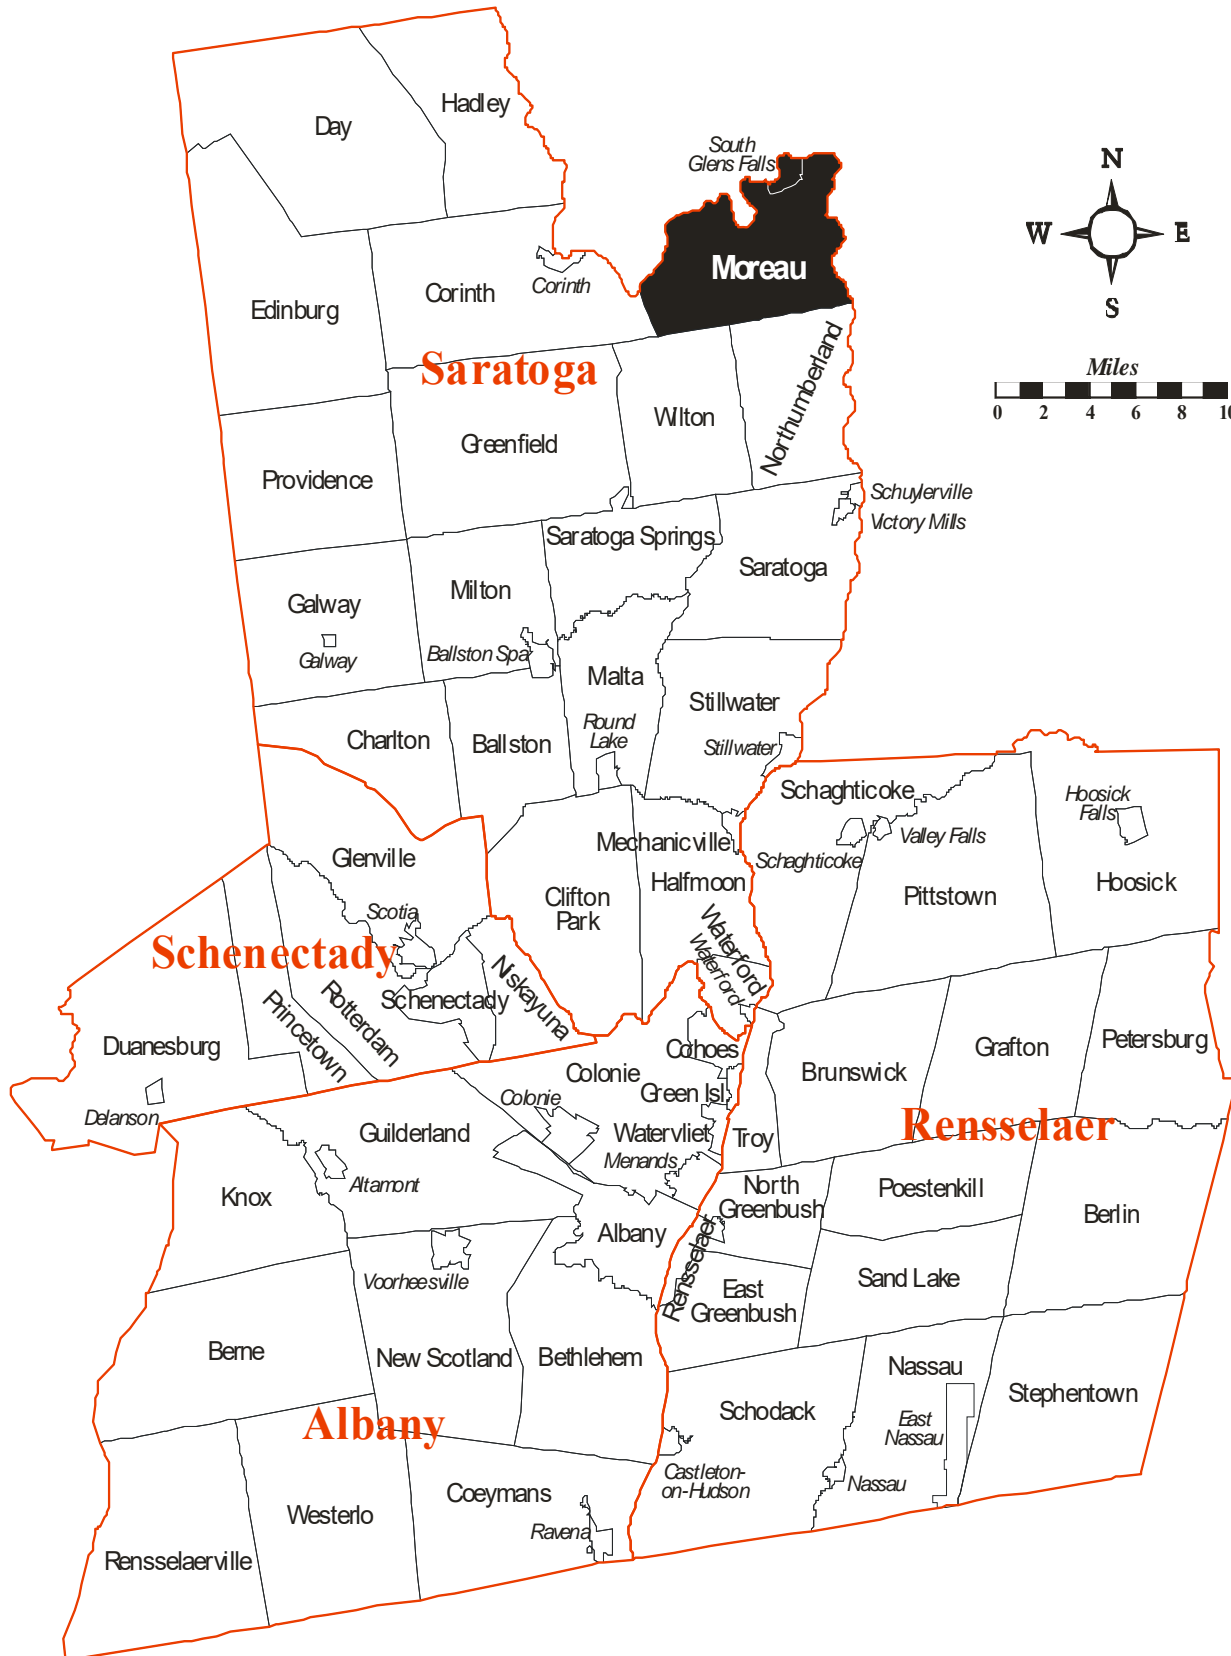 Hadley
Day
South
Glens Falls
N
W
E
S
Moreau
Corinth
Corinth
Edinburg
Saratoga
Northumberland
Miles
0 2 4 6 8 10
Wilton
Greenfield
Providence
Schuylerville
Victory Mills
Saratoga Springs
Saratoga
Milton
Galway
Galway
Ballston Spa
Malta
Stillwater
Round
Lake
Stillwater
Charlton
Ballston
Schaghticoke
Hoosick
Falls
Valley Falls
Schaghticoke
Mechanicville
Halfmoon
Glenville
Clifton
Park
Pittstown
Hoosick
Scotia
Schenectady
Waterford
Waterford
Niskayuna
Schenectady
Rotterdam
Princetown
Duanesburg
Delanson
Cohoes
Colonie
Green Isl.
Colonie
Watervliet
Menands
Troy
Brunswick
Grafton
Petersburg
Rensselaer
Guilderland
Altamont
Knox
North
Greenbush
Poestenkill
Berlin
Albany
Rensselaer
Voorheesville
East
Greenbush
Sand Lake
Berne
New Scotland
Bethlehem
Nassau
Stephentown
Schodack
Albany
East
Nassau
Castleton-
on-Hudson
Nassau
Coeymans
Westerlo
Ravena
Rensselaerville